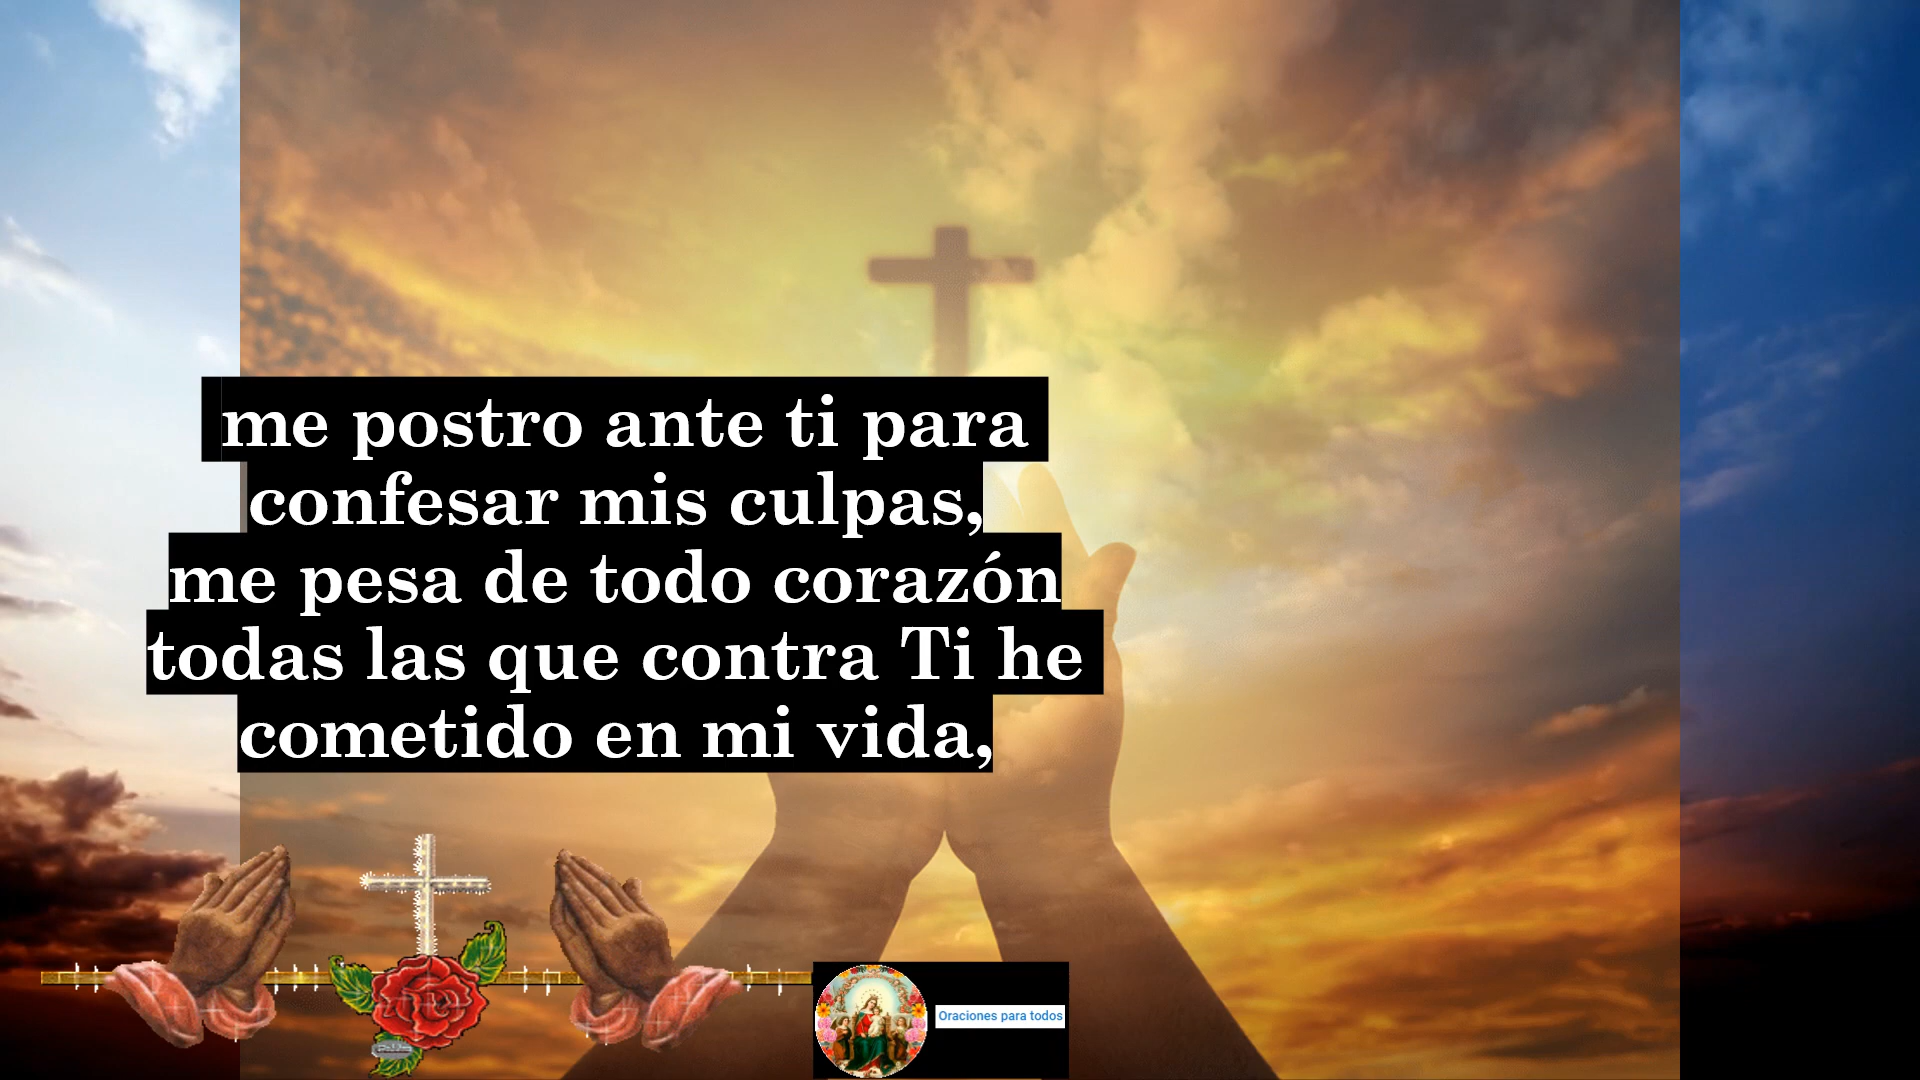 me postro ante ti para
confesar mis culpas,
me pesa de todo corazón
todas las que contra Ti he
cometido en mi vida,
Oraciones para todos